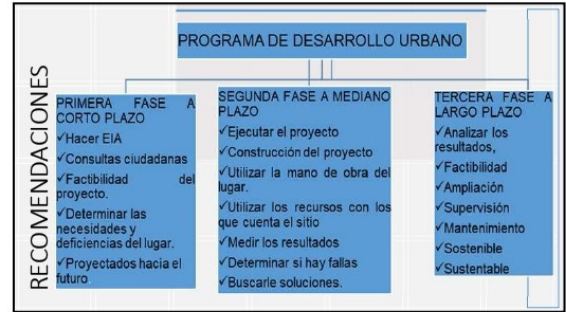 RECOMENDACIONES
PROGRAMA DE DESARROLLO URBANO
PRIMERA FASE A
CORTO PLAZO
✓Hacer EIA
✓Consultas ciudadanas
✓Factibilidad del
proyecto.
✓Determinar las
necesidades y
deficiencias del lugar.
✓Proyectados hacia el
futuro.
SEGUNDA FASE A MEDIANO
PLAZO
✓Ejecutar el proyecto
✓Construcción del proyecto
✓Utilizar la mano de obra del
lugar.
✓Utilizar los recursos con los
que cuenta el sitio
✓Medir los resultados
✓Determinar si hay fallas
✓Buscarle soluciones.
TERCERA FASE A
LARGO PLAZO
✓Analizar los
resultados,
✓Factibilidad
✓Ampliación
✓Supervisión
✓Mantenimiento
✓Sostenible
✓Sustentable